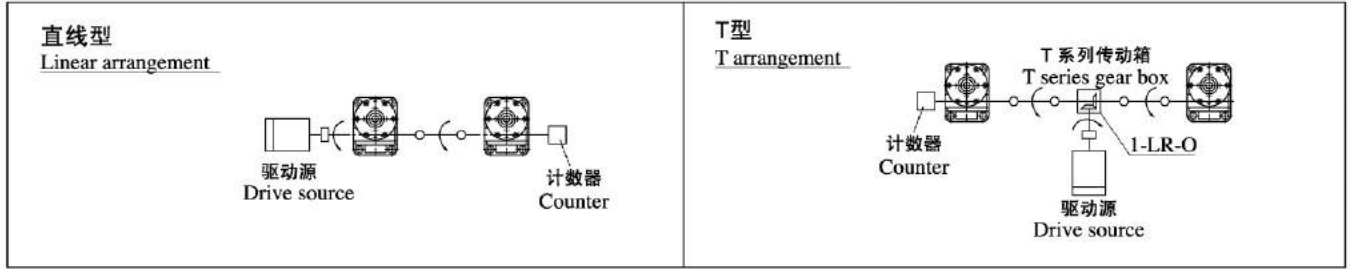 直线型
Linear arrangement
驱动源
Drive source
计数器
Counter
T型
T arrangement
T系列传动箱
T series gear box
计数器
Counter
1-LR-O
驱动源
Drive source